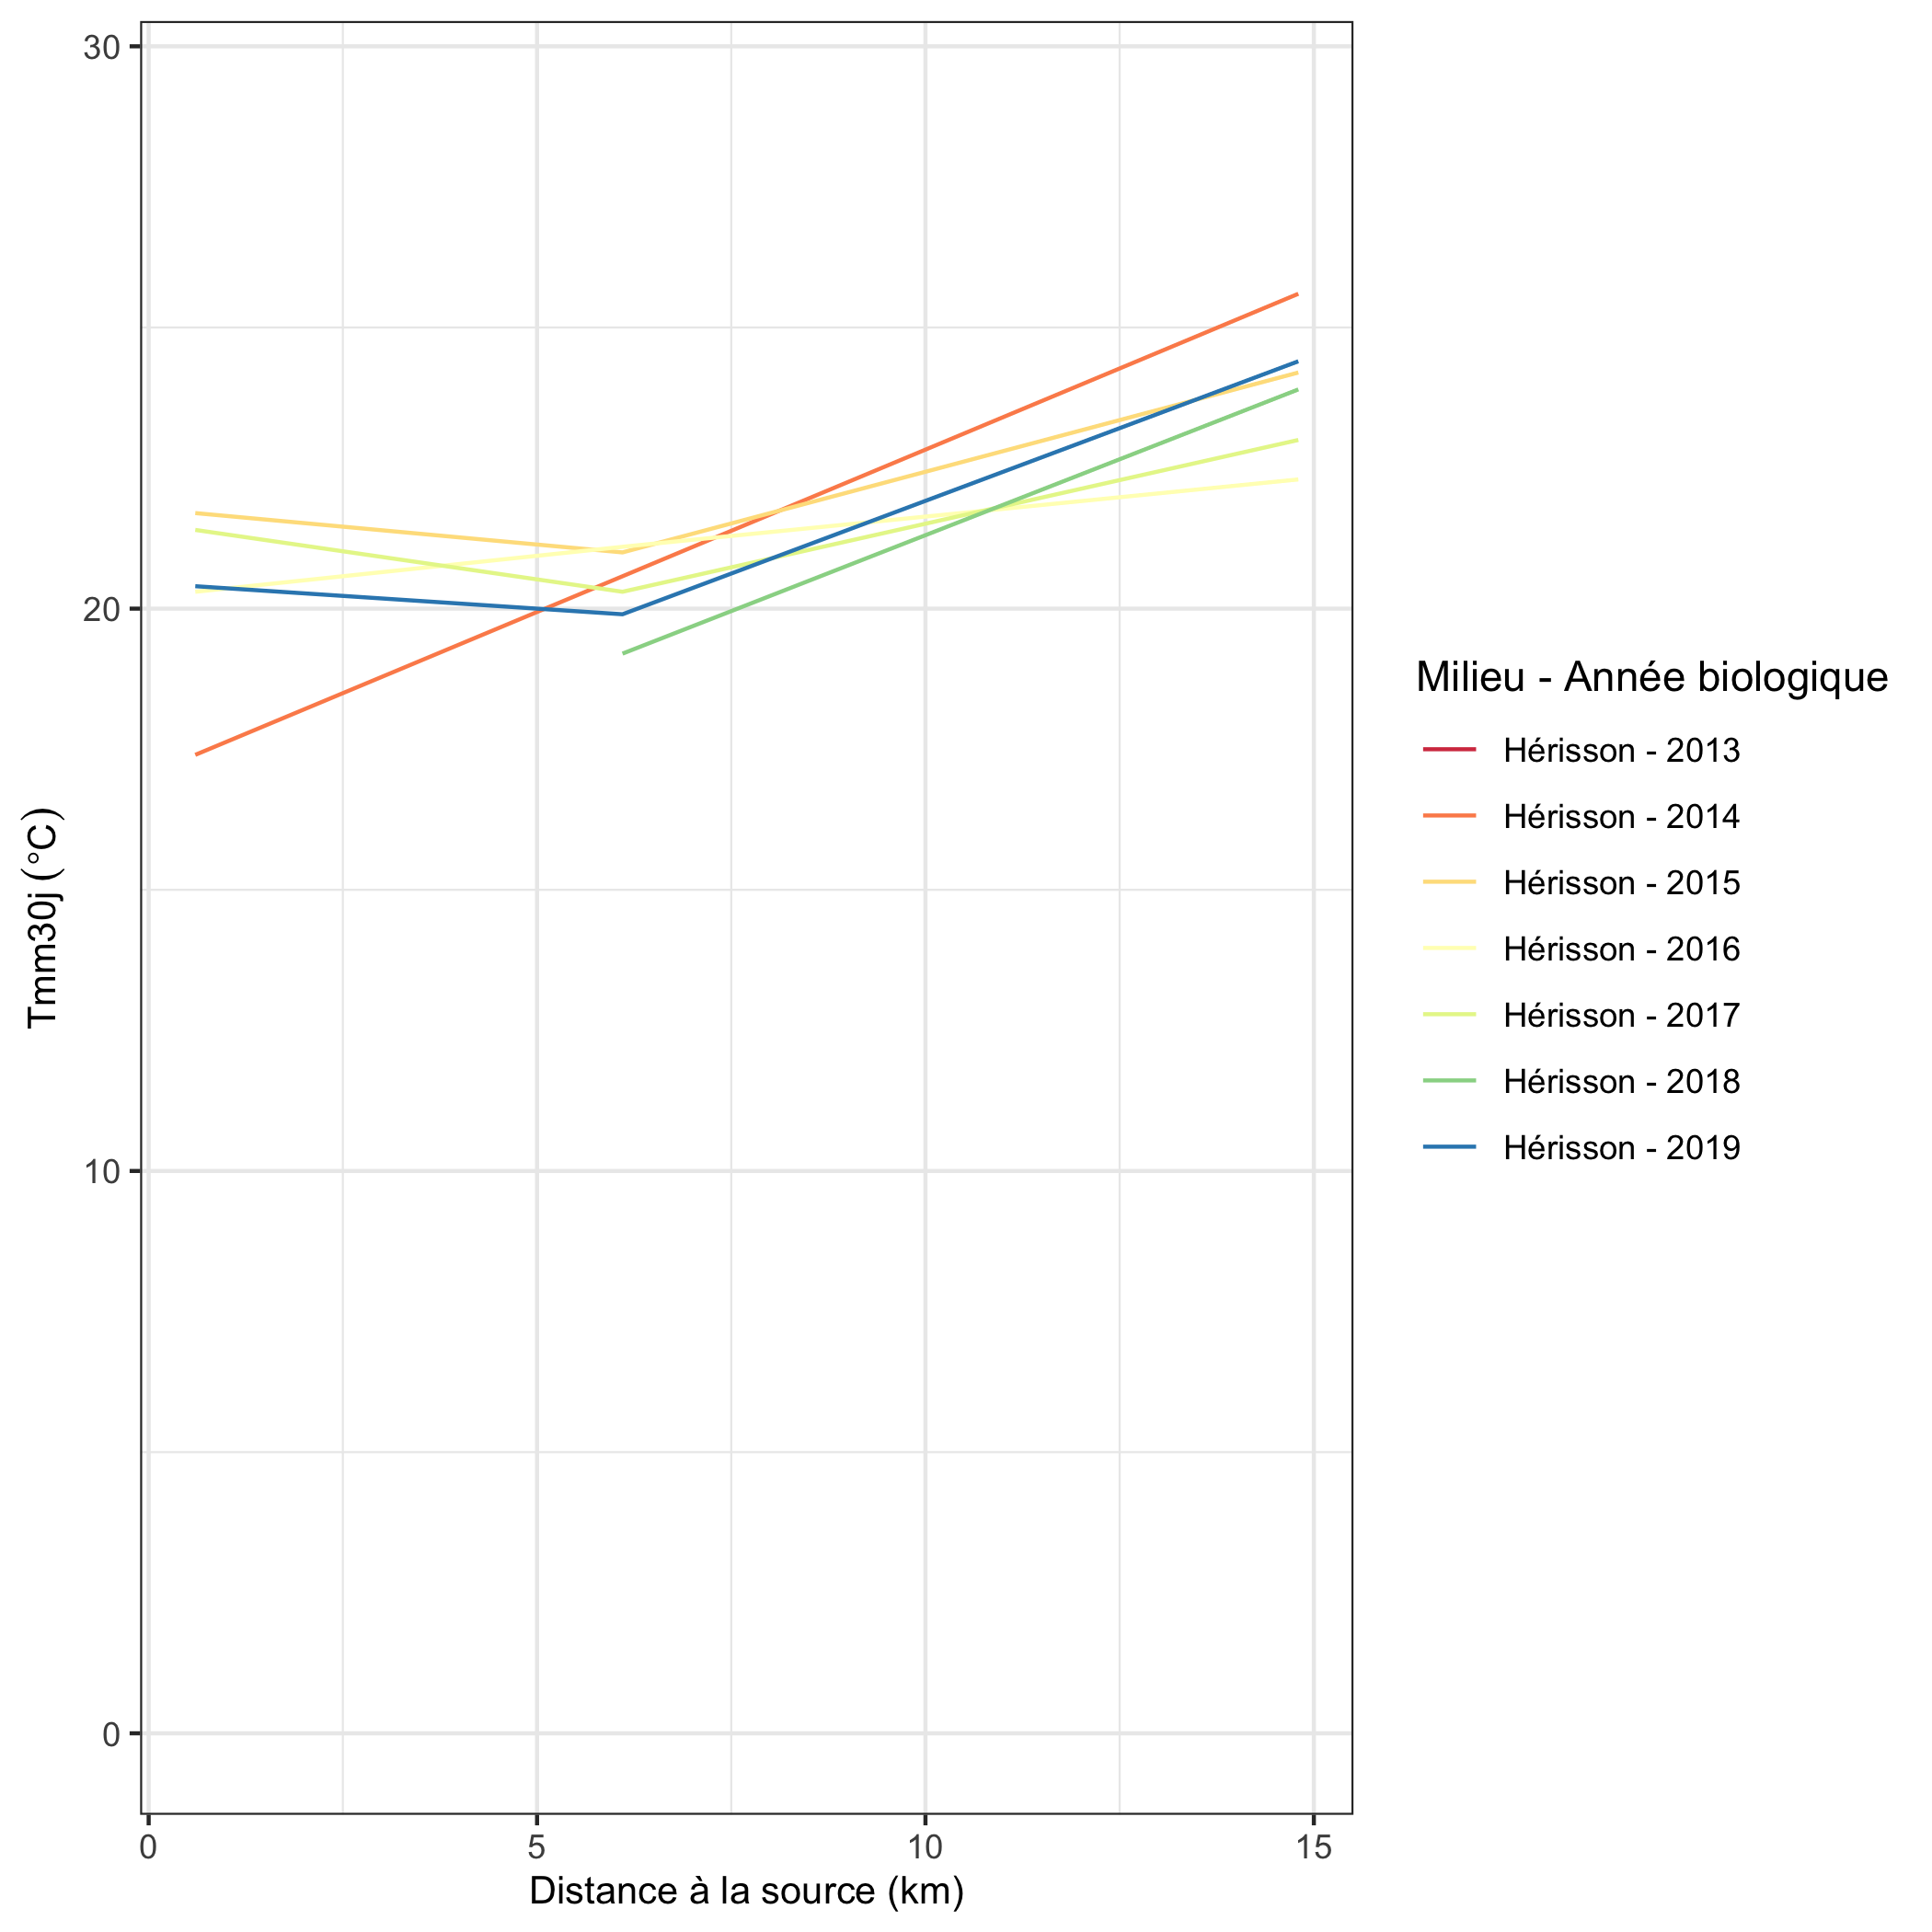 30
20
10
0
Tmm30j (°C)
0 5 10 15
Distance à la source (km)
Milieu - Année biologique
Hérisson - 2013
Hérisson - 2014
Hérisson - 2015
Hérisson - 2016
Hérisson - 2017
Hérisson - 2018
Hérisson - 2019